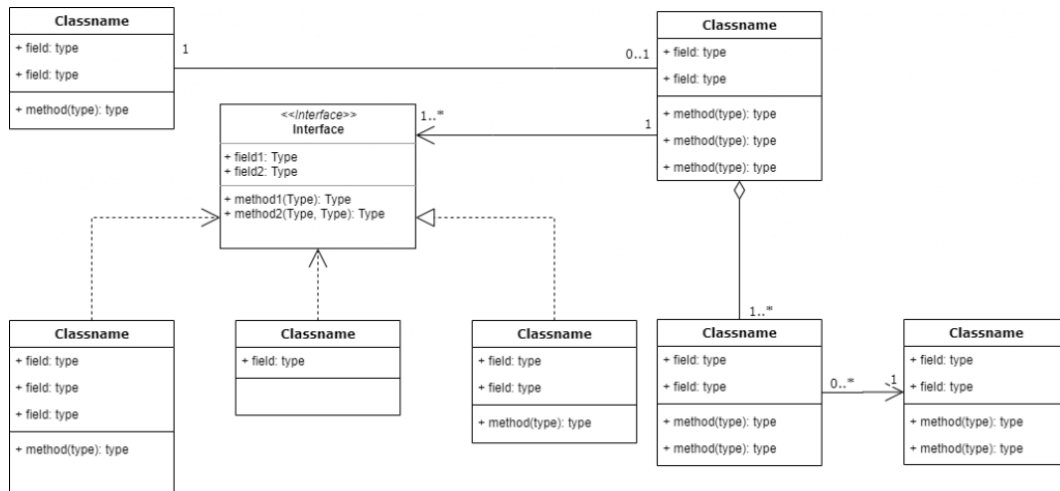 Classname
+ field: type
+ field: type
+ method(type): type
1
0..1
Classname
+ field: type
+ field: type
+ method(type): type
+ method(type): type
+ method(type): type
<<Interface>>
Interface
+ field1: Type
+ field2: Type
+ method1(Type): Type
+ method2(Type, Type): Type
1..*
1
Classname
+ field: type
+ field: type
+ field: type
+ method(type): type
Classname
+ field: type
Classname
+ field: type
+ field: type
+ method(type): type
1..*
Classname
+ field: type
+ field: type
+ method(type): type
+ method(type): type
0..*
1
Classname
+ field: type
+ field: type
+ method(type): type
+ method(type): type